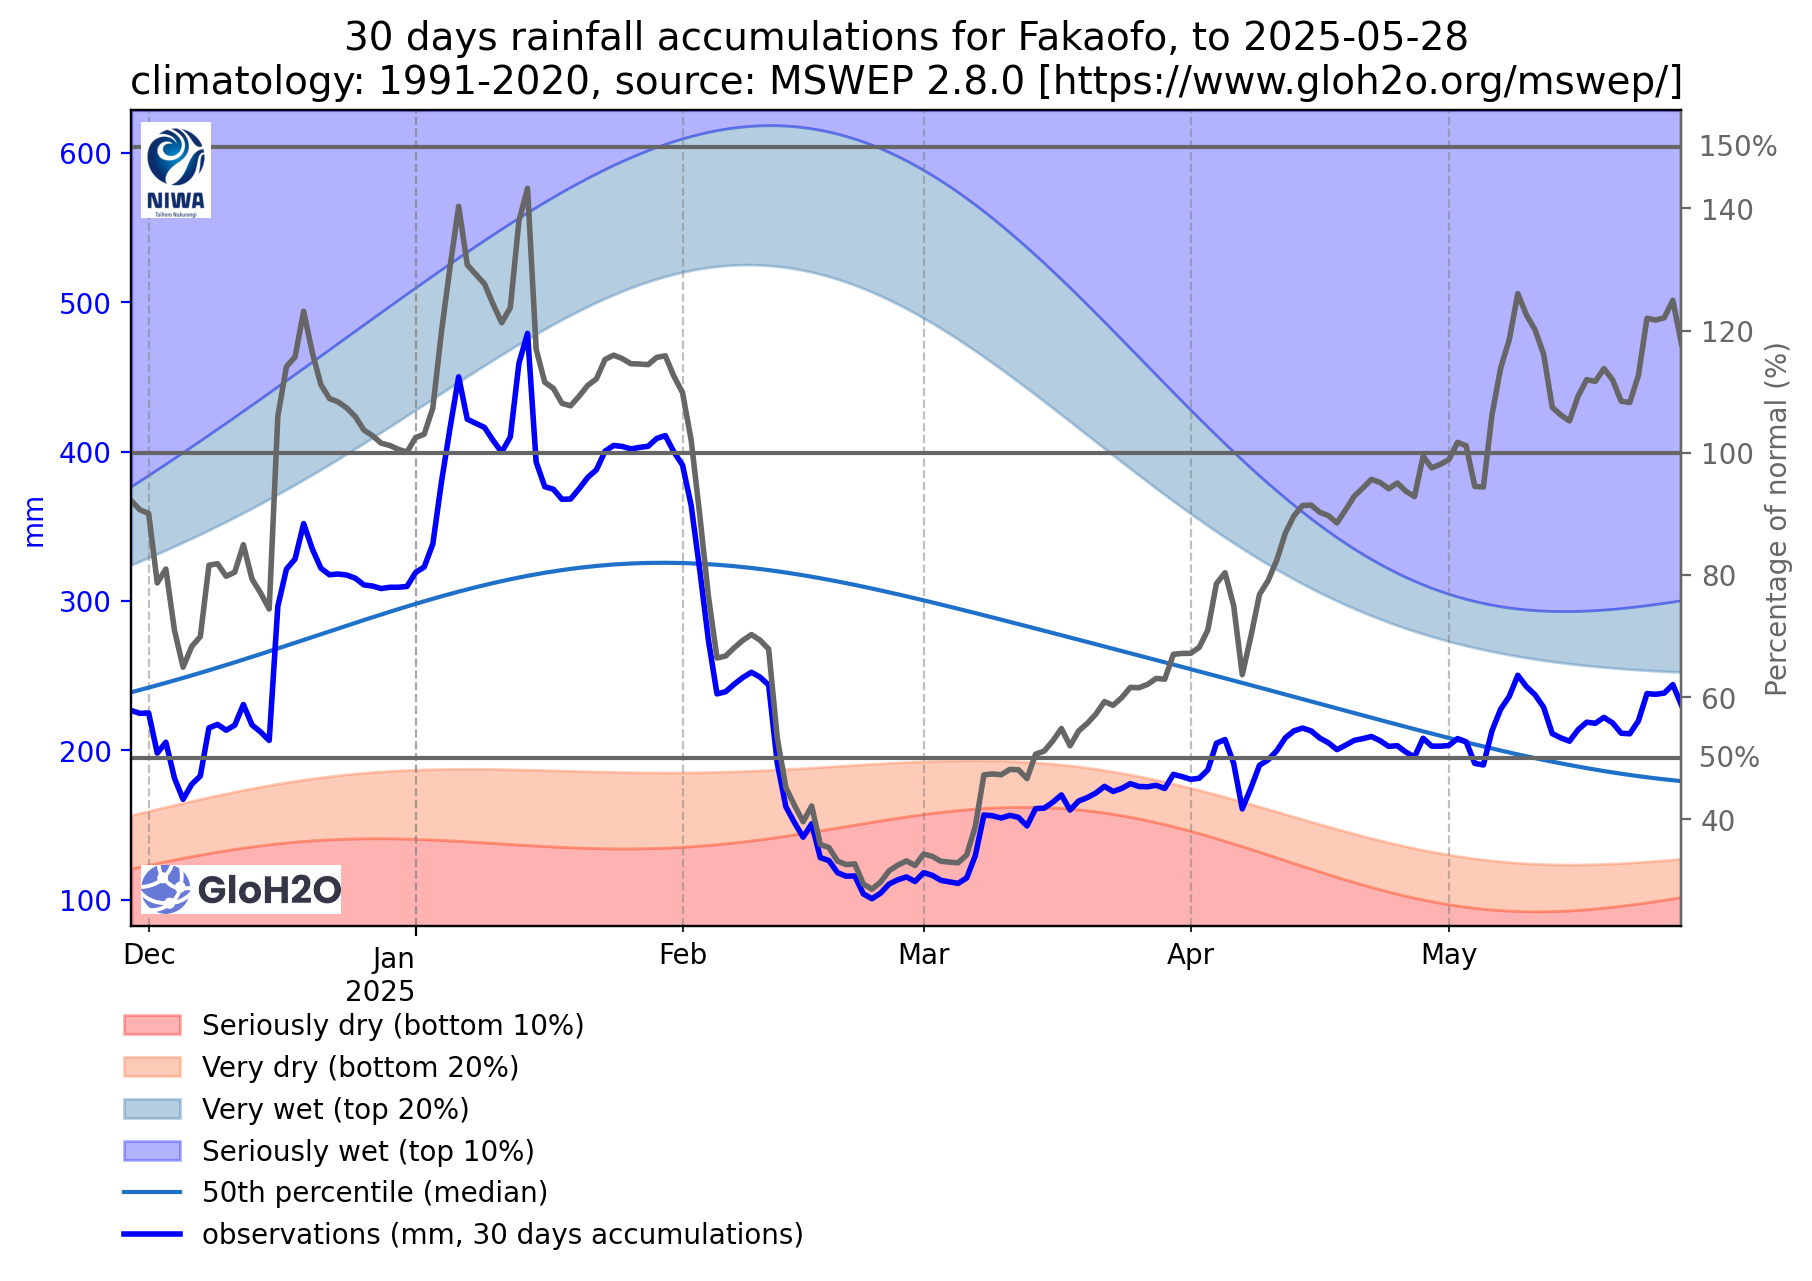 30 days rainfall accumulations for Fakaofo, to 2025-05-28
climatology: 1991-2020, source: MSWEP 2.8.0 [https://www.gloh2o.org/mswep/]
NIWA
Taihoro Nukurangi
600
500
400
300
200
100
mm
150%
140
120
100
80
60
50%
40
Percentage of normal (%)
GloH2O
Dec
Jan
2025
Feb
Mar
Apr
May
Seriously dry (bottom 10%)
Very dry (bottom 20%)
Very wet (top 20%)
Seriously wet (top 10%)
50th percentile (median)
observations (mm, 30 days accumulations)